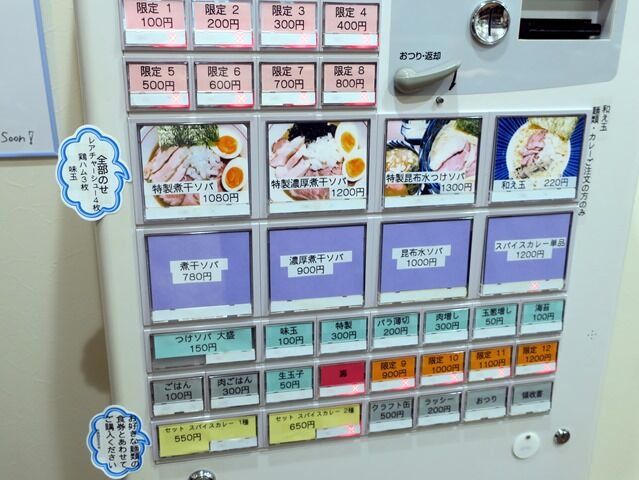 限定 1
100円
限定 2
200円
限定 3
300円
限定 4
400円
おつり・返却
限定 5
500円
限定 6
600円
限定 7
700円
限定 8
800円
Soon!
全部のせ
レアチャーシュー4枚
鶏ハム3枚
味玉
特製煮干ソバ
1080円
特製濃厚煮干ソバ
1200円
特製昆布水つけソバ
1300円
和え玉 220円
和え玉
麺類・カレーご注文の方のみ
煮干ソバ
780円
濃厚煮干ソバ
900円
昆布水ソバ
1000円
スパイスカレー単品
1200円
つけソバ 大盛
150円
味玉
100円
特製
300円
バラ薄切
200円
肉増し
300円
玉葱増し
50円
海苔
100円
ごはん
100円
肉ごはん
300円
生玉子
50円
限定 9
900円
限定 10
1000円
限定 11
1100円
限定 12
1200円
お好きな麺類の
食券とあわせて
ご購入ください
セット スパイスカレー 1種
550円
セット スパイスカレー 2種
650円
クラフト缶
500円
ラッシー
200円
おつり
領収書